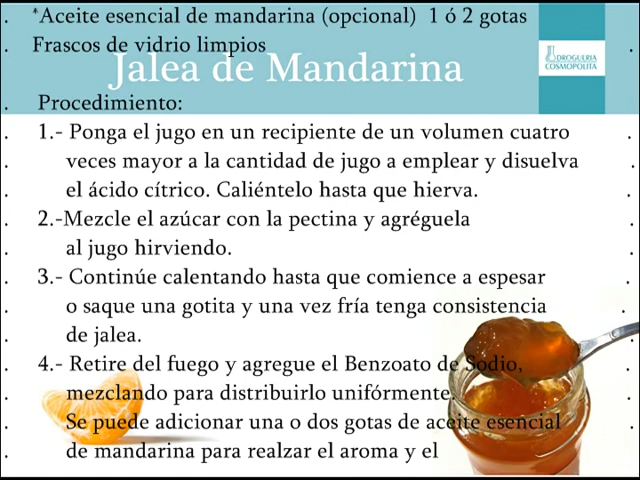 *Aceite esencial de mandarina (opcional) 1 ó 2 gotas
Frascos de vidrio limpios
Jalea de Mandarina
DROGUERIA
COSMOPOLITA
Procedimiento:
1.- Ponga el jugo en un recipiente de un volumen cuatro
veces mayor a la cantidad de jugo a emplear y disuelva
el ácido cítrico. Caliéntelo hasta que hierva.
2.-Mezcle el azúcar con la pectina y agréguela
al jugo hirviendo.
3.- Continúe calentando hasta que comience a espesar
o saque una gotita y una vez fría tenga consistencia
de jalea.
4.- Retire del fuego y agregue el Benzoato de Sodio,
mezclando para distribuirlo unifórmente.
Se puede adicionar una o dos gotas de aceite esencial
de mandarina para realzar el aroma y el